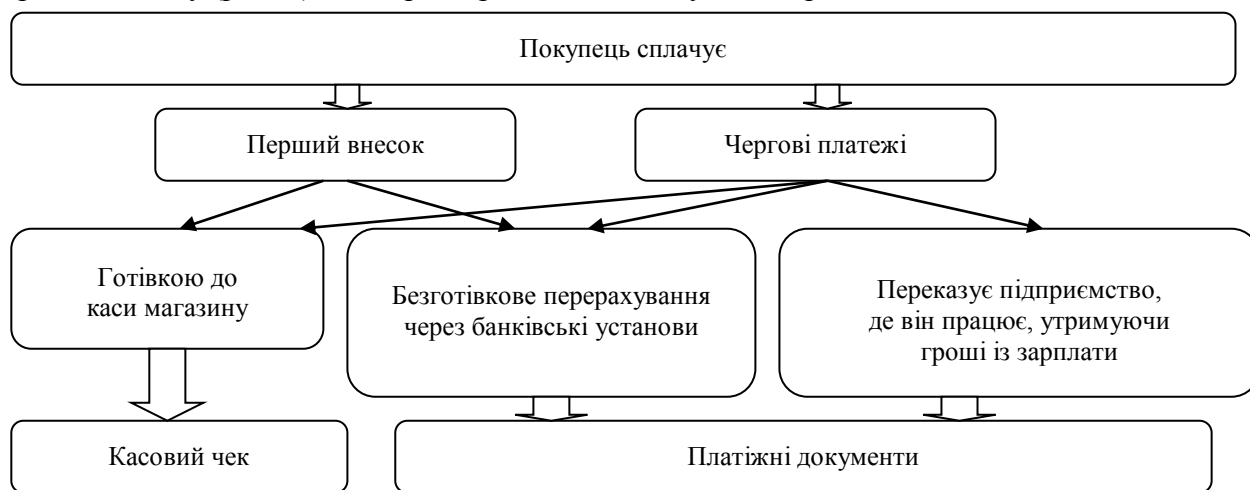 Покупець сплачує
Перший внесок
Чергові платежі
Готівкою до
каси магазину
Безготівкове перерахування
через банківські установи
Переказує підприємство,
де він працює, утримуючи
гроші із зарплати
Касовий чек
Платіжні документи